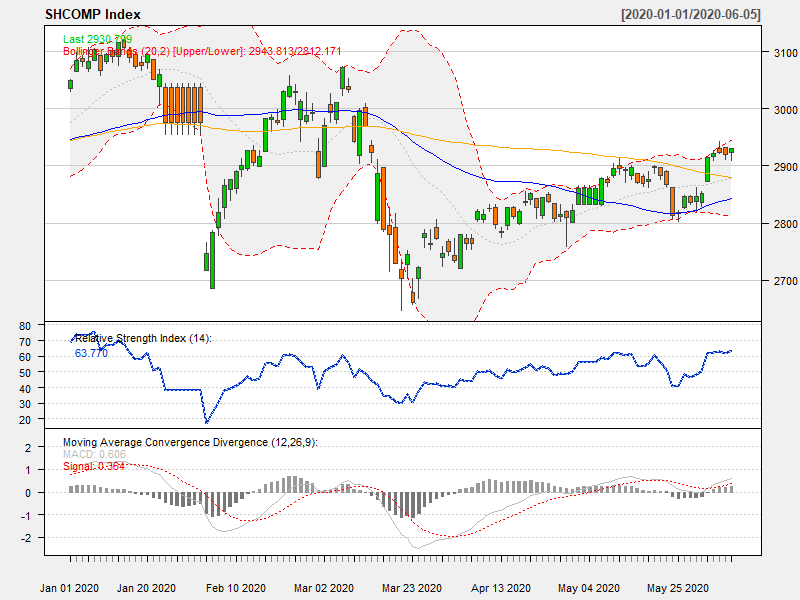 SHCOMP Index [2020-01-01/2020-06-05]
Last 2930.799
Bollinger Bands (20,2) [Upper/Lower]: 2943.813/2812.171
3100
3000
2900
2800
2700
Relative Strength Index (14):
63.770
80
70
60
50
40
30
20
Moving Average Convergence Divergence (12,26,9):
MACD: 0.606
Signal: 0.364
2
1
0
-1
-2
Jan 01 2020 Jan 20 2020 Feb 10 2020 Mar 02 2020 Mar 23 2020 Apr 13 2020 May 04 2020 May 25 2020